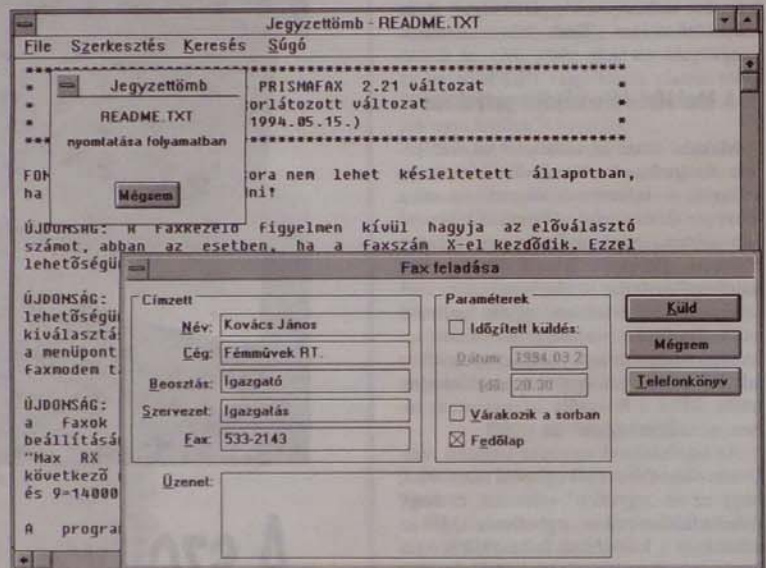 Jegyzettömb - README.TXT
File Szerkesztés Keresés Súgó
PRISMAFAX 2.21 változat
orlátozott változat
1994.05.15.)
Jegyzettömb
README.TXT
nyomtatása folyamatban
Mégsem
FON ora nem lehet késleltetett állapotban,
ha ni!
ÚJDONSÁG: A Faxkezelő figyelmen kívül hagyja az előválasztó
számot, abban az esetben, ha a faxszám X-el kezdődik. Ezzel
lehetőségü
ÚJDONSÁG:
lehetőségü
kiválasztás
a menüpont
Faxmodem t
ÚJDONSÁG:
a Faxok
beállításá
"Max RX
következő
és 9=14000
A progra
Fax feladása
Címzett
Név: Kovács János
Cég: Fémművek RT.
Beosztás: Igazgató
Szervezet: Igazgatás
Fax: 533-2143
Üzenet:
Paraméterek
Időzített küldés:
Dátum: 1994.03.2
Idő: 20.30
Várakozik a sorban
Fedőlap
Küld
Mégsem
Telefonkönyv